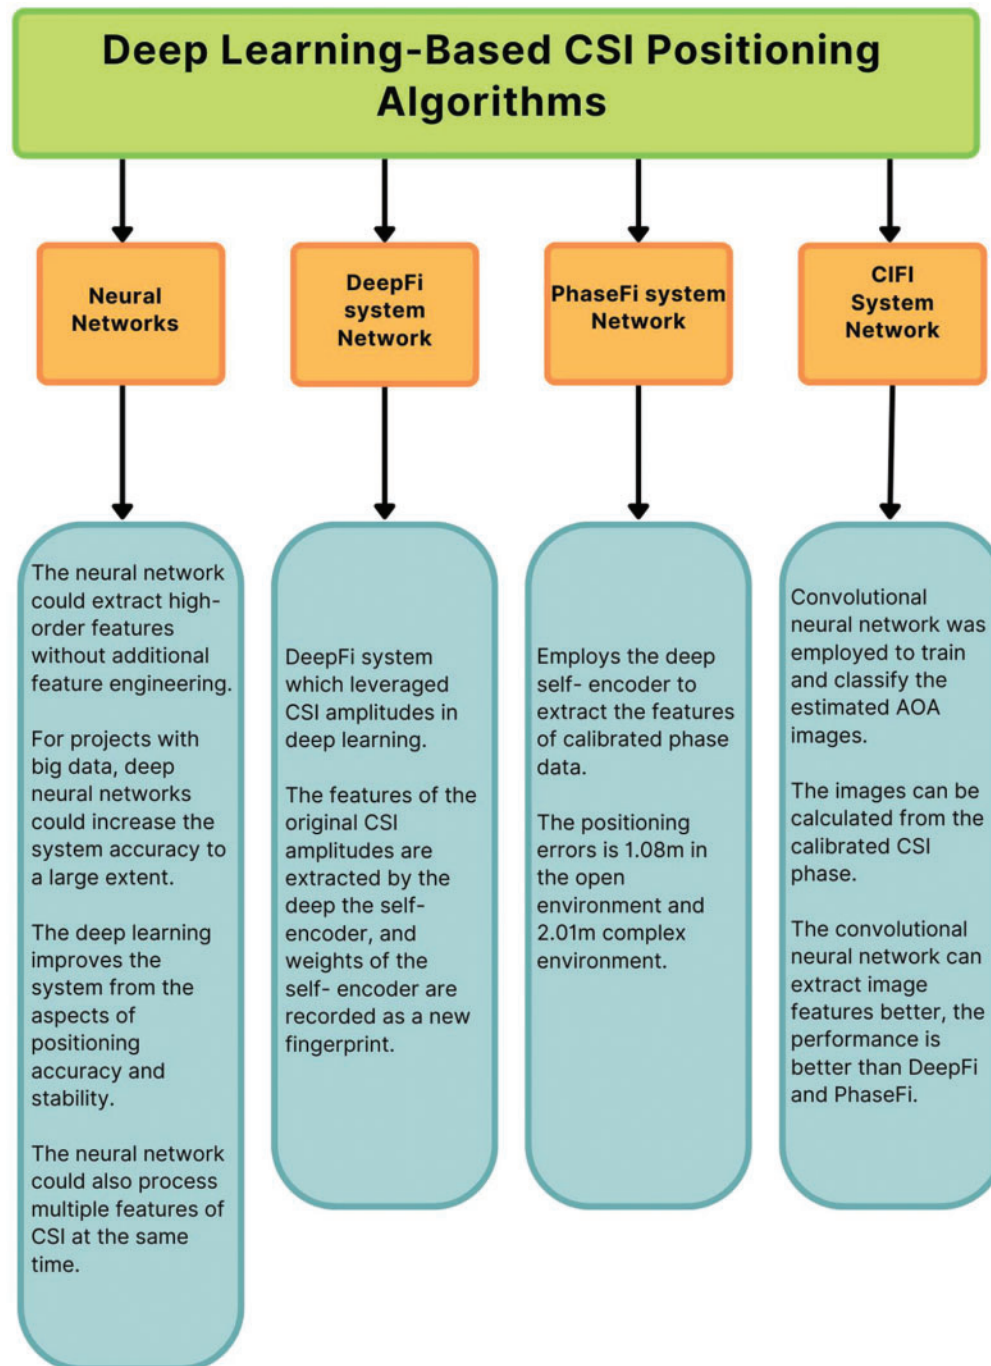 Deep Learning-Based CSI Positioning
Algorithms
Neural
Networks
DeepFi
system
Network
PhaseFi system
Network
CIFI
System
Network
The neural network
could extract high-
order features
without additional
feature engineering.
For projects with
big data, deep
neural networks
could increase the
system accuracy to
a large extent.
The deep learning
improves the
system from the
aspects of
positioning
accuracy and
stability.
The neural network
could also process
multiple features of
CSI at the same
time.
DeepFi system
which leveraged
CSI amplitudes in
deep learning.
The features of the
original CSI
amplitudes are
extracted by the
deep the self-
encoder, and
weights of the
self- encoder are
recorded as a new
fingerprint.
Employs the deep
self- encoder to
extract the features
of calibrated phase
data.
The positioning
errors is 1.08m in
the open
environment and
2.01m complex
environment.
Convolutional
neural network was
employed to train
and classify the
estimated AOA
images.
The images can be
calculated from the
calibrated CSI
phase.
The convolutional
neural network can
extract image
features better, the
performance is
better than DeepFi
and PhaseFi.